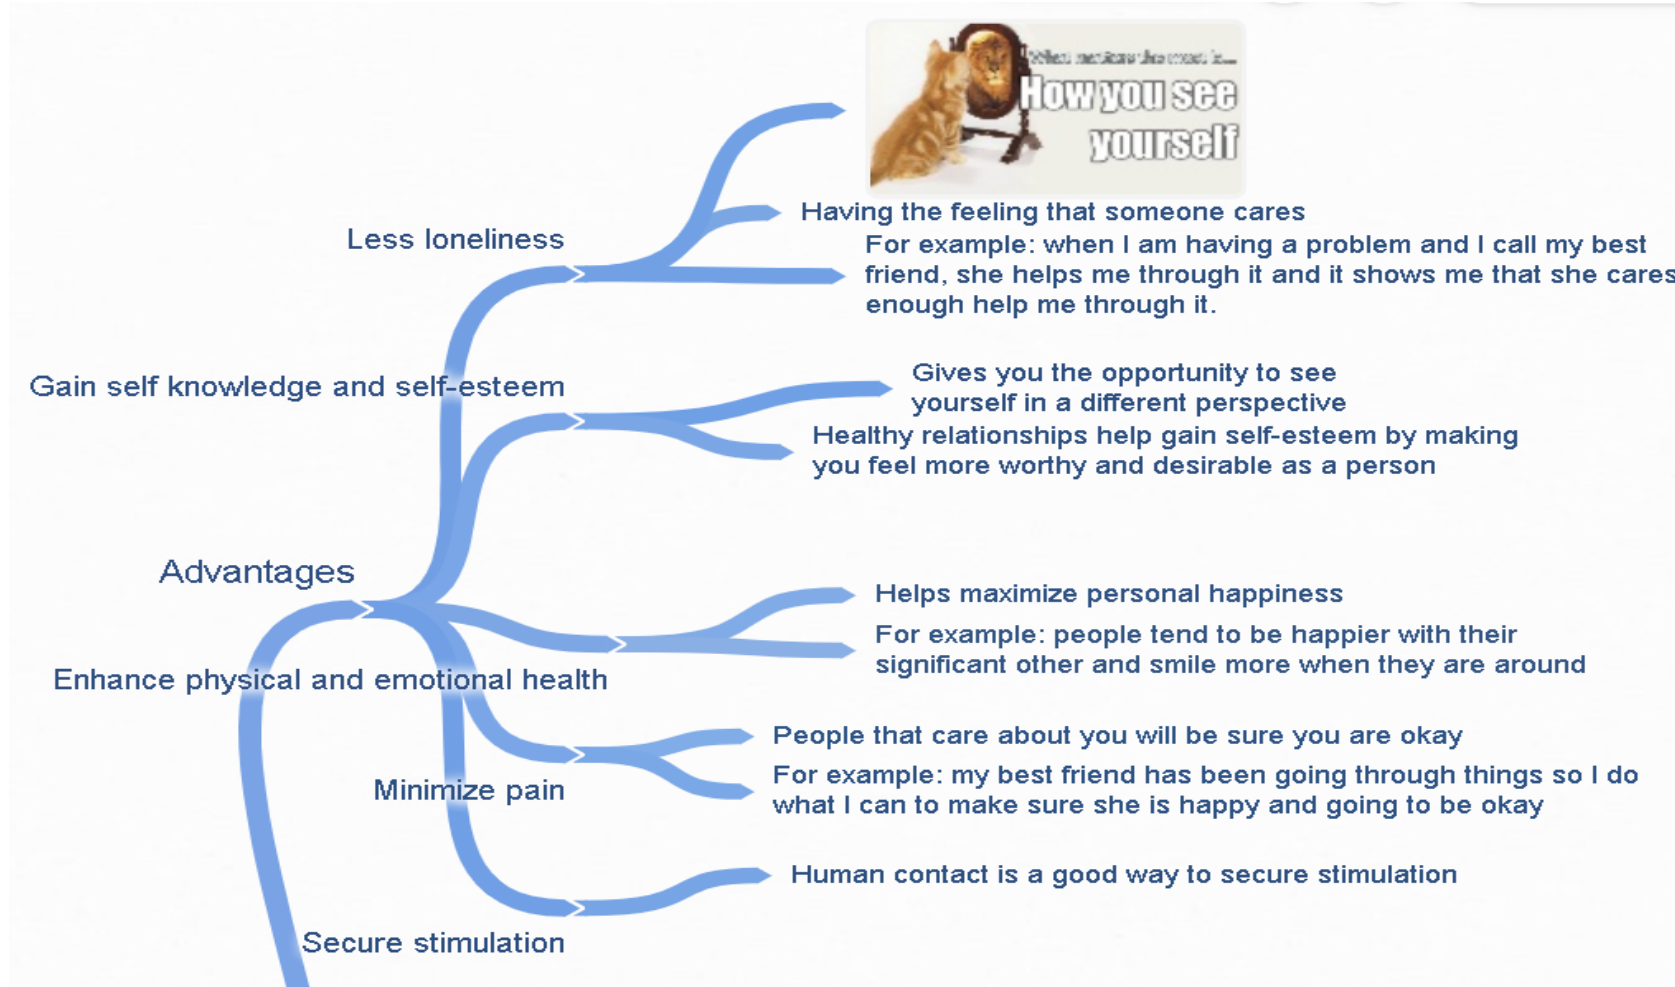 What matters the most is...
How you see
yourself
Less loneliness
Having the feeling that someone cares
For example: when I am having a problem and I call my best
friend, she helps me through it and it shows me that she cares
enough help me through it.
Gain self knowledge and self-esteem
Gives you the opportunity to see
yourself in a different perspective
Healthy relationships help gain self-esteem by making
you feel more worthy and desirable as a person
Advantages
Enhance physical and emotional health
Helps maximize personal happiness
For example: people tend to be happier with their
significant other and smile more when they are around
Minimize pain
People that care about you will be sure you are okay
For example: my best friend has been going through things so I do
what I can to make sure she is happy and going to be okay
Secure stimulation
Human contact is a good way to secure stimulation